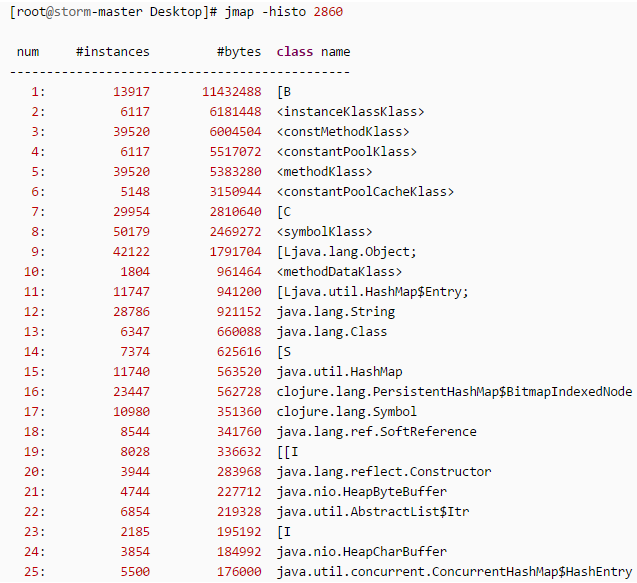 [root@storm-master Desktop]# jmap -histo 2860
num #instances #bytes class name
----------------------------------------------
1: 13917 11432488 [B
2: 6117 6181448 <instanceKlassKlass>
3: 39520 6004504 <constMethodKlass>
4: 6117 5517072 <constantPoolKlass>
5: 39520 5383280 <methodKlass>
6: 5148 3150944 <constantPoolCacheKlass>
7: 29954 2810640 [C
8: 50179 2469272 <symbolKlass>
9: 42122 1791704 [Ljava.lang.Object;
10: 1804 961464 <methodDataKlass>
11: 11747 941200 [Ljava.util.HashMap$Entry;
12: 28786 921152 java.lang.String
13: 6347 660088 java.lang.Class
14: 7374 625616 [S
15: 11740 563520 java.util.HashMap
16: 23447 562728 clojure.lang.PersistentHashMap$BitmapIndexedNode
17: 10980 351360 clojure.lang.Symbol
18: 8544 341760 java.lang.ref.SoftReference
19: 8028 336632 [[I
20: 3944 283968 java.lang.reflect.Constructor
21: 4744 227712 java.nio.HeapByteBuffer
22: 6854 219328 java.util.AbstractList$Itr
23: 2185 195192 [I
24: 3854 184992 java.nio.HeapCharBuffer
25: 5500 176000 java.util.concurrent.ConcurrentHashMap$HashEntry